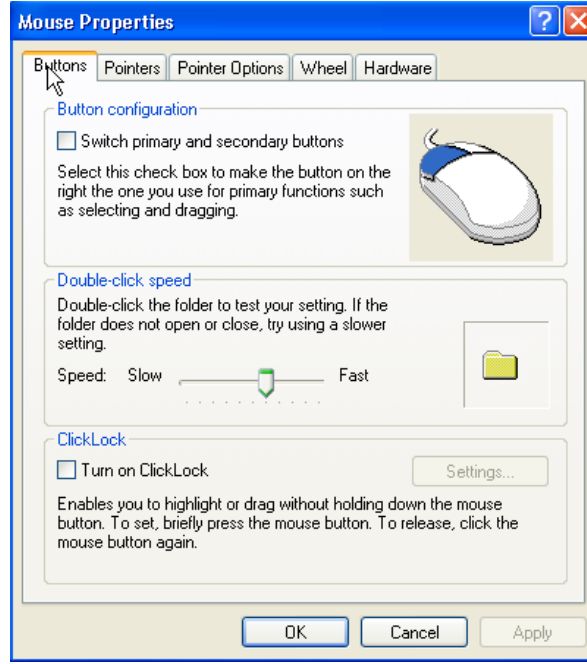 Mouse Properties
Buttons Pointers Pointer Options Wheel Hardware
Button configuration
Switch primary and secondary buttons
Select this check box to make the button on the
right the one you use for primary functions such
as selecting and dragging.
Double-click speed
Double-click the folder to test your setting. If the
folder does not open or close, try using a slower
setting.
Speed: Slow Fast
ClickLock
Turn on ClickLock Settings...
Enables you to highlight or drag without holding down the mouse
button. To set, briefly press the mouse button. To release, click the
mouse button again.
OK Cancel Apply